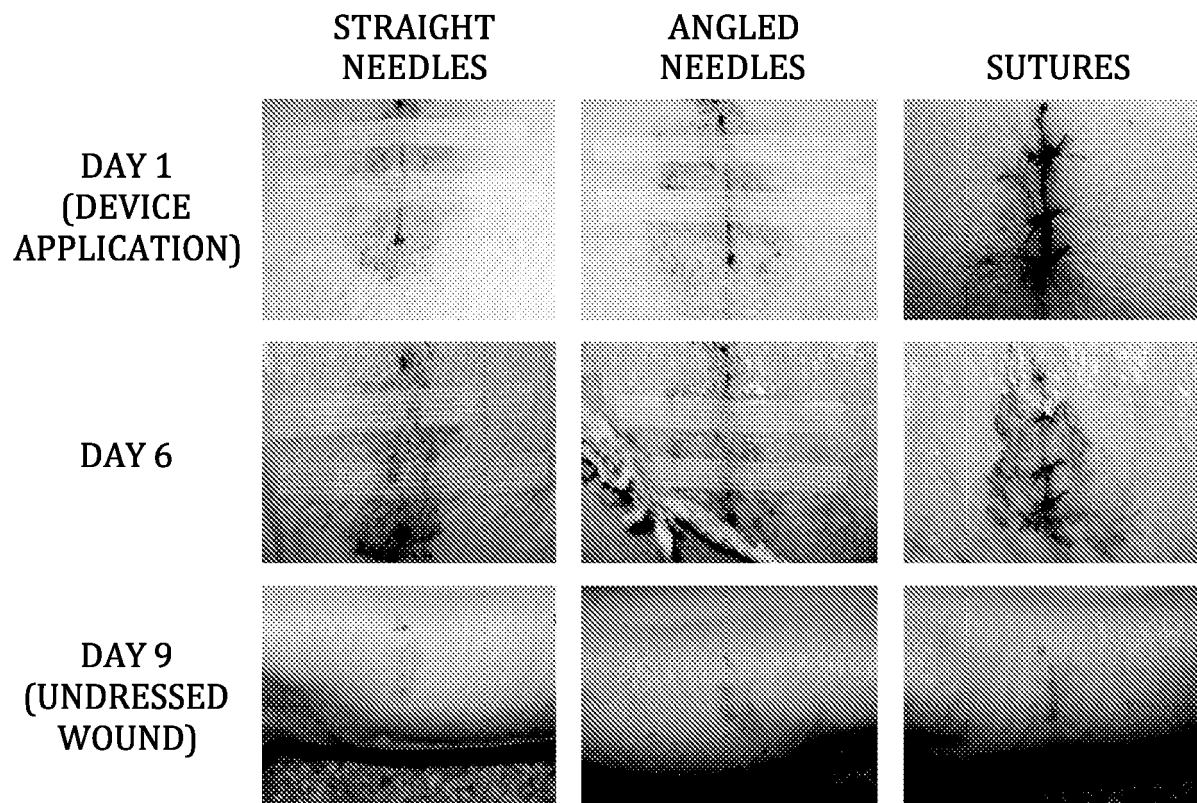 STRAIGHT
NEEDLES
ANGLED
NEEDLES
SUTURES
DAY 1
(DEVICE
APPLICATION)
DAY 6
DAY 9
(UNDRESSED
WOUND)